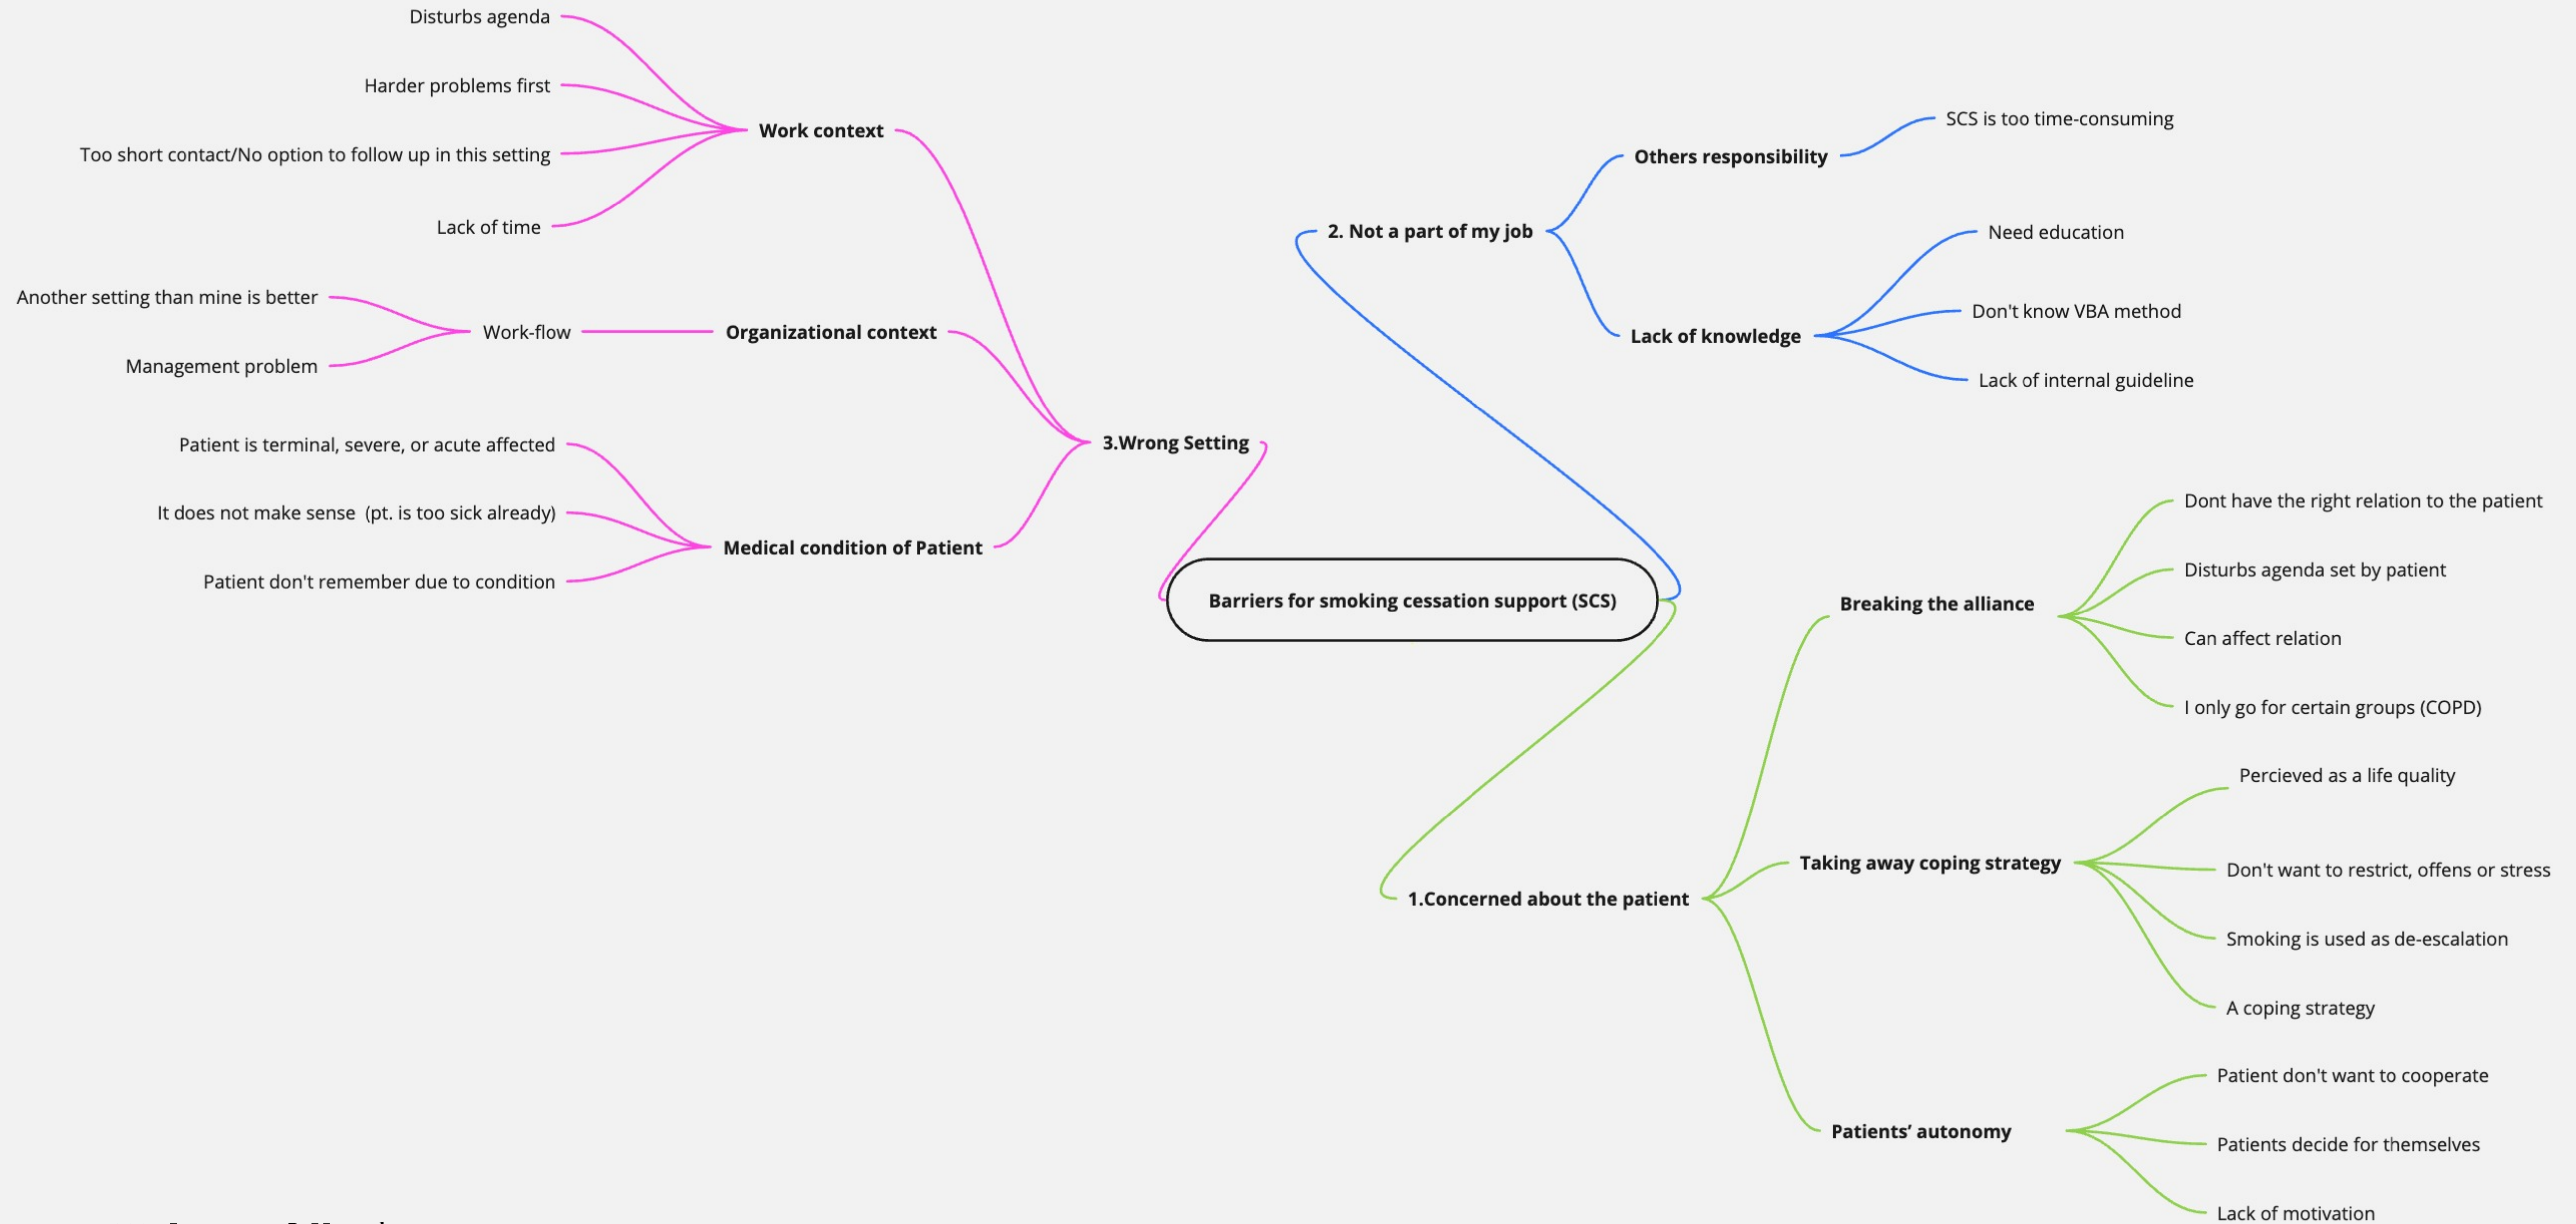 Disturbs agenda
Harder problems first
Too short contact/No option to follow up in this setting
Lack of time
Work context
Another setting than mine is better
Management problem
Work-flow
Organizational context
Patient is terminal, severe, or acute affected
It does not make sense (pt. is too sick already)
Patient don't remember due to condition
Medical condition of Patient
3.Wrong Setting
Barriers for smoking cessation support (SCS)
2. Not a part of my job
Others responsibility
SCS is too time-consuming
Lack of knowledge
Need education
Don't know VBA method
Lack of internal guideline
1.Concerned about the patient
Breaking the alliance
Dont have the right relation to the patient
Disturbs agenda set by patient
Can affect relation
I only go for certain groups (COPD)
Taking away coping strategy
Percieved as a life quality
Don't want to restrict, offens or stress
Smoking is used as de-escalation
A coping strategy
Patients’ autonomy
Patient don't want to cooperate
Patients decide for themselves
Lack of motivation